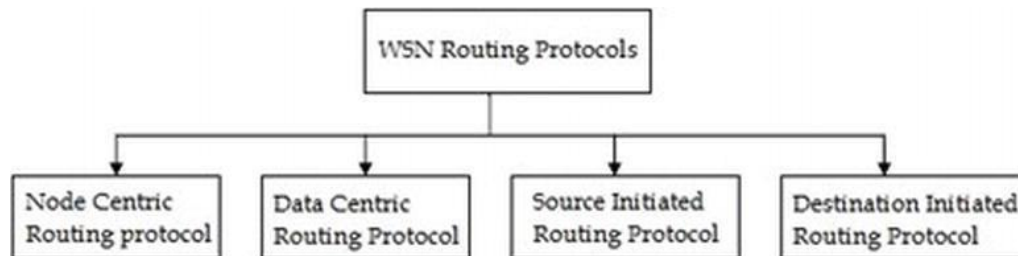 WSN Routing Protocols
Node Centric
Routing protocol
Data Centric
Routing Protocol
Source Initiated
Routing Protocol
Destination Initiated
Routing Protocol